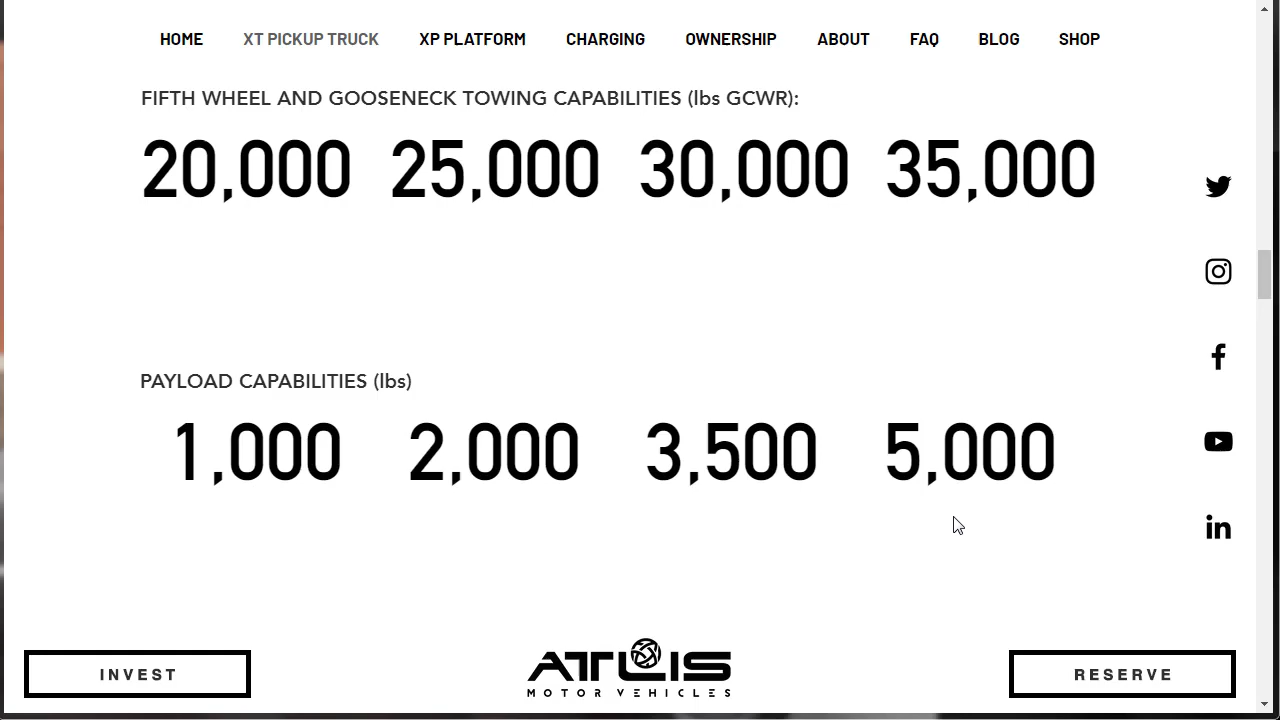 HOME XT PICKUP TRUCK XP PLATFORM CHARGING OWNERSHIP ABOUT FAQ BLOG SHOP
FIFTH WHEEL AND GOOSENECK TOWING CAPABILITIES (lbs GCWR):
20,000 25,000 30,000 35,000
PAYLOAD CAPABILITIES (lbs)
1,000 2,000 3,500 5,000
INVEST
ATLIS
MOTOR VEHICLES
RESERVE